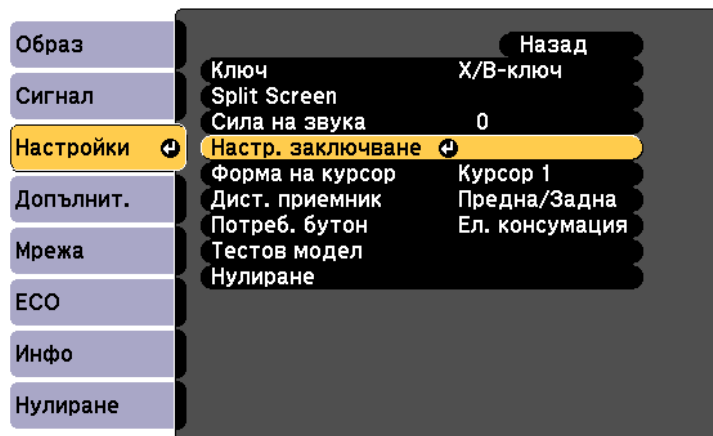 Образ
Сигнал
Настройки
Допълнит.
Мрежа
ECO
Инфо
Нулиране
Назад
Ключ Х/В-ключ
Split Screen
Сила на звука 0
Настр. заключване
Форма на курсор Курсор 1
Дист. приемник Предна/Задна
Потреб. бутон Ел. консумация
Тестов модел
Нулиране